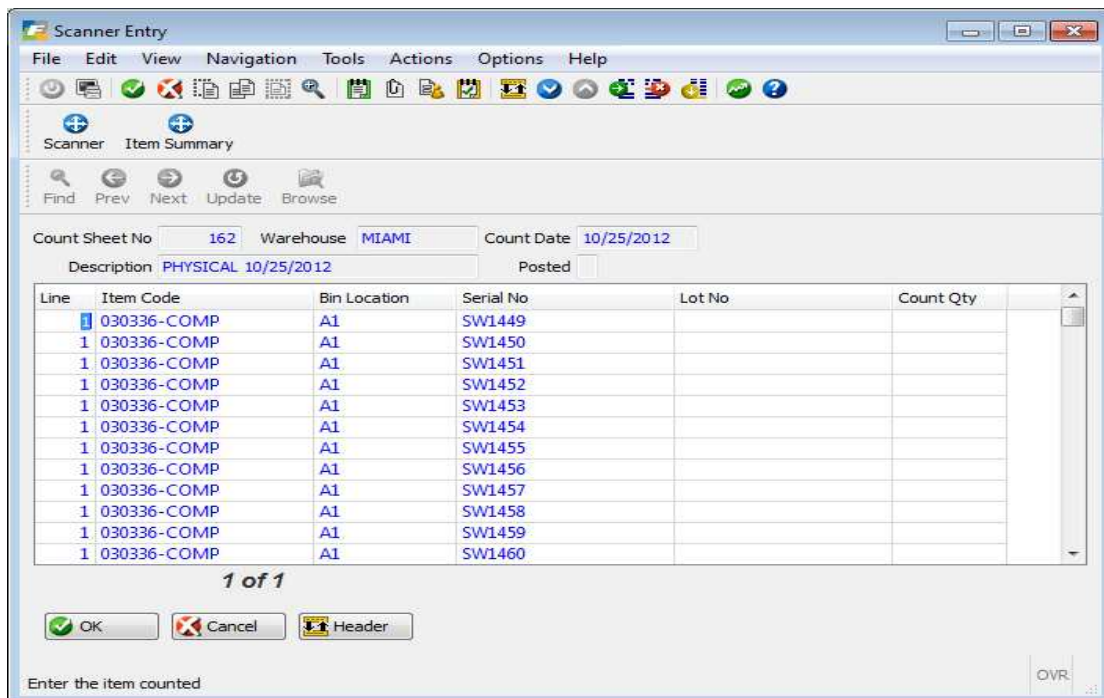 Scanner Entry
File Edit View Navigation Tools Actions Options Help
Scanner Item Summary
Find Prev Next Update Browse
Count Sheet No 162 Warehouse MIAMI Count Date 10/25/2012
Description PHYSICAL 10/25/2012 Posted
Line Item Code Bin Location Serial No Lot No Count Qty
1 030336-COMP A1 SW1449
1 030336-COMP A1 SW1450
1 030336-COMP A1 SW1451
1 030336-COMP A1 SW1452
1 030336-COMP A1 SW1453
1 030336-COMP A1 SW1454
1 030336-COMP A1 SW1455
1 030336-COMP A1 SW1456
1 030336-COMP A1 SW1457
1 030336-COMP A1 SW1458
1 030336-COMP A1 SW1459
1 030336-COMP A1 SW1460
1 of 1
OK Cancel Header
Enter the item counted OVR